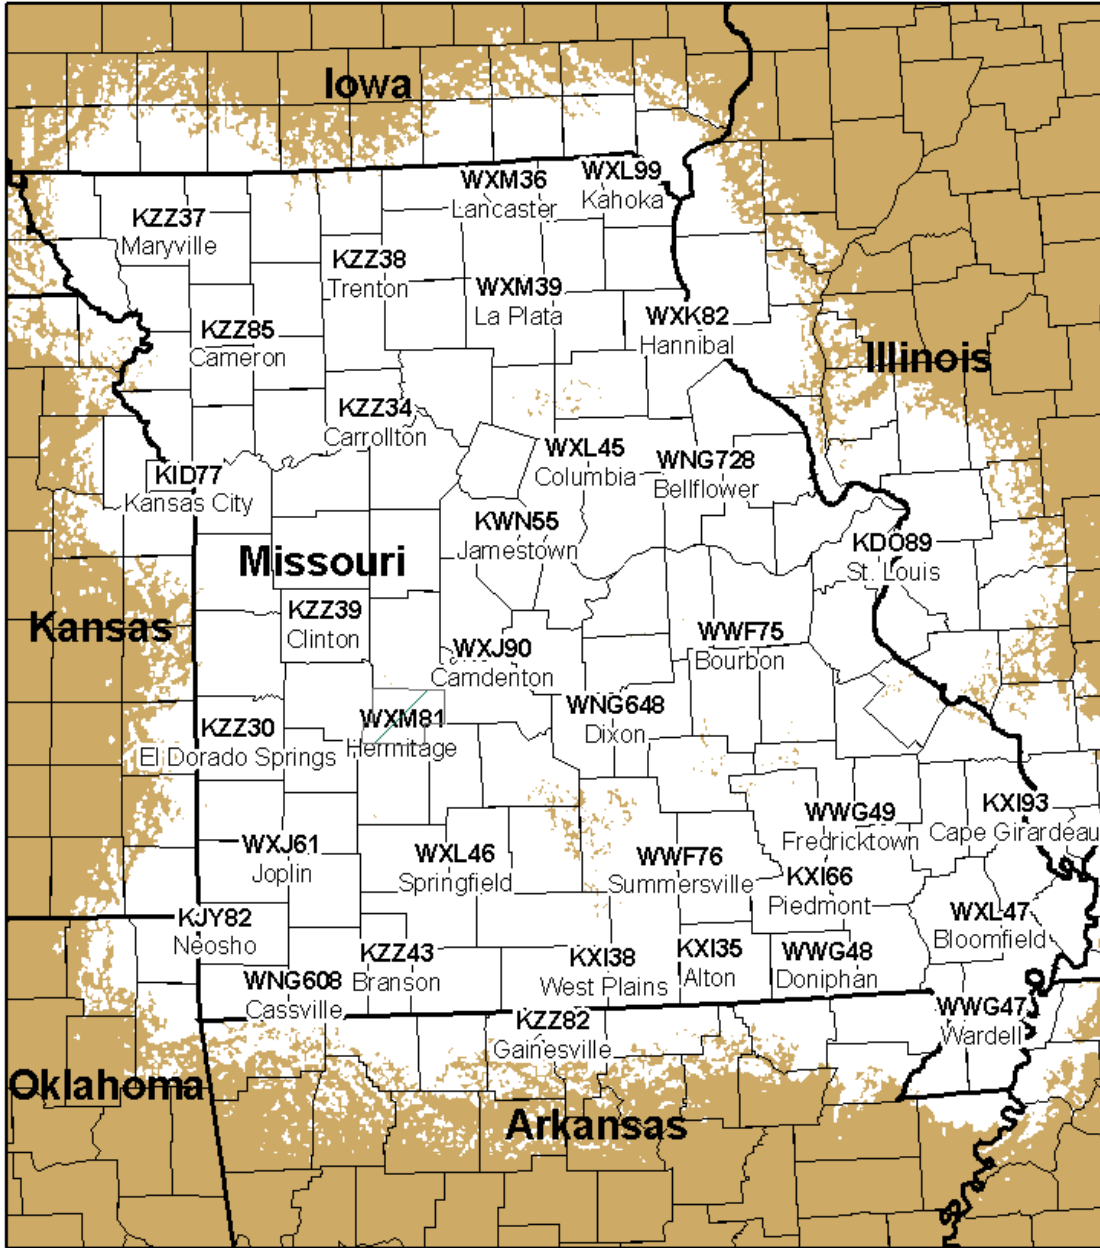 Iowa
WXM36
Lancaster
WXL99
Kahoka
KZZ37
Maryville
KZZ38
Trenton
WXM39
La Plata
WXK82
Hannibal
KZZ85
Cameron
Illinois
KZZ34
Carrollton
WXL45
Columbia
WNG728
Bellflower
KID77
Kansas City
KWN55
Jamestown
KDO89
St. Louis
Missouri
Kansas
KZZ39
Clinton
WXJ90
Camdenton
WWF75
Bourbon
KZZ30
El Dorado Springs
WXM81
Hermitage
WNG648
Dixon
WWG49
Fredricktown
KXI93
Cape Girardeau
WXJ61
Joplin
WXL46
Springfield
WWF76
Summersville
KXI66
Piedmont
KJY82
Neosho
WXL47
Bloomfield
KZZ43
Branson
KXI38
West Plains
KXI35
Alton
WWG48
Doniphan
WNG608
Cassville
KZZ82
Gainesville
WWG47
Wardell
Oklahoma
Arkansas